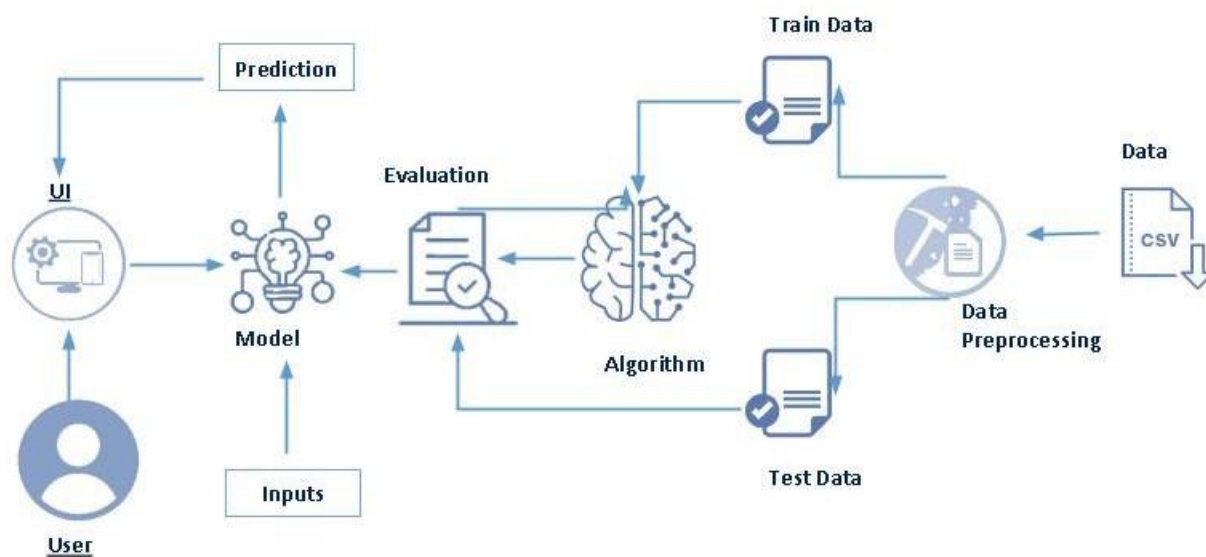 Train Data
Prediction
Data
Evaluation
UI
CSV
Model
Data
Preprocessing
Algorithm
Test Data
Inputs
User